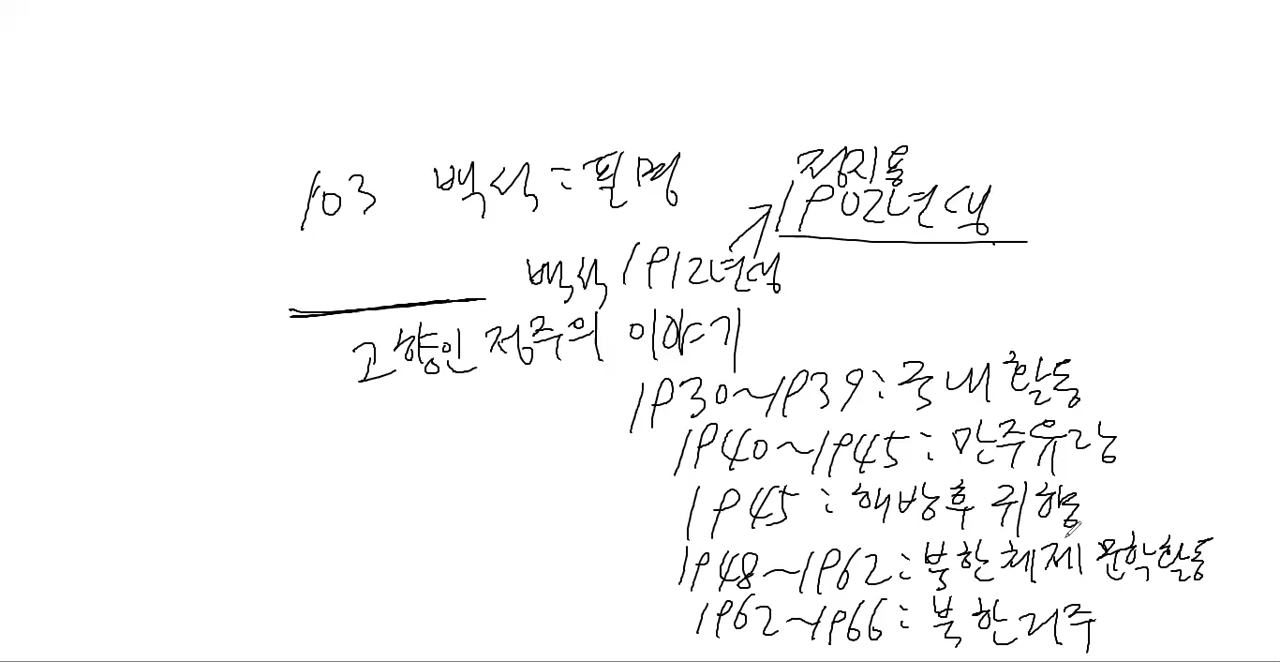 103 백석 : 필명
정지용
1902년생
백석 1912년생
고향인 정주의 이야기
1930~1939 : 국내 활동
1940~1945 : 만주유랑
1945 : 해방후 귀향
1948~1962 : 북한체제 문학활동
1962~1966 : 북한거주